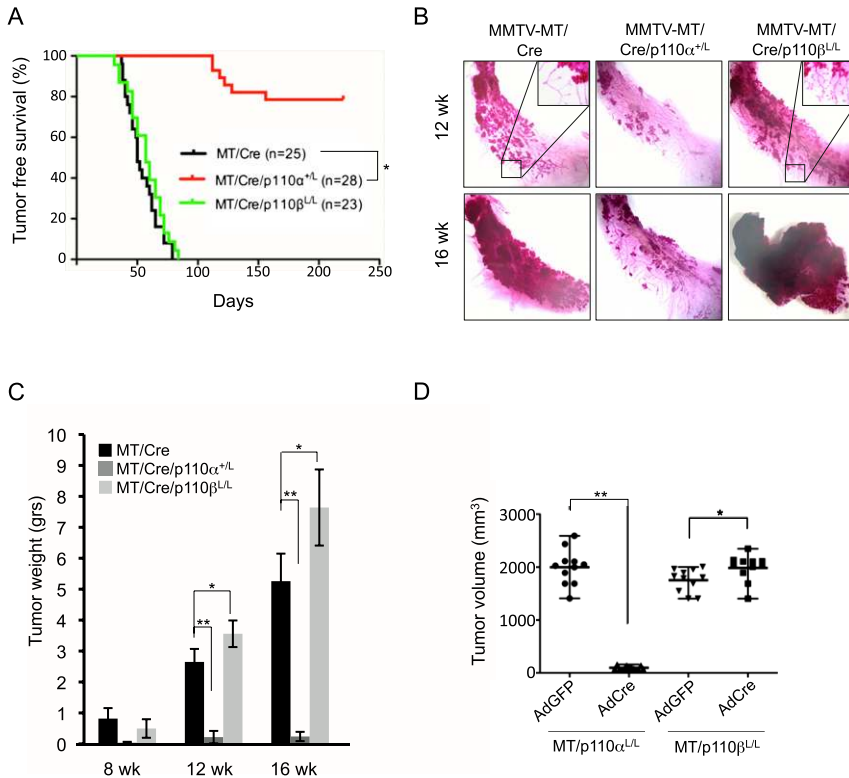 A
Tumor free survival (%)
100
80
60
40
20
0
50
100
150
200
250
Days
MT/Cre (n=25)
MT/Cre/p110α+/L (n=28)
MT/Cre/p110βL/L (n=23)
*
B
MMTV-MT/
Cre
MMTV-MT/
Cre/p110α+/L
MMTV-MT/
Cre/p110βL/L
12 wk
16 wk
C
Tumor weight (grs)
10
9
8
7
6
5
4
3
2
1
0
MT/Cre
MT/Cre/p110α+/L
MT/Cre/p110βL/L
*
**
*
**
8 wk
12 wk
16 wk
D
Tumor volume (mm3)
3000
2000
1000
0
**
*
AdGFP
AdCre
AdGFP
AdCre
MT/p110αL/L
MT/p110βL/L